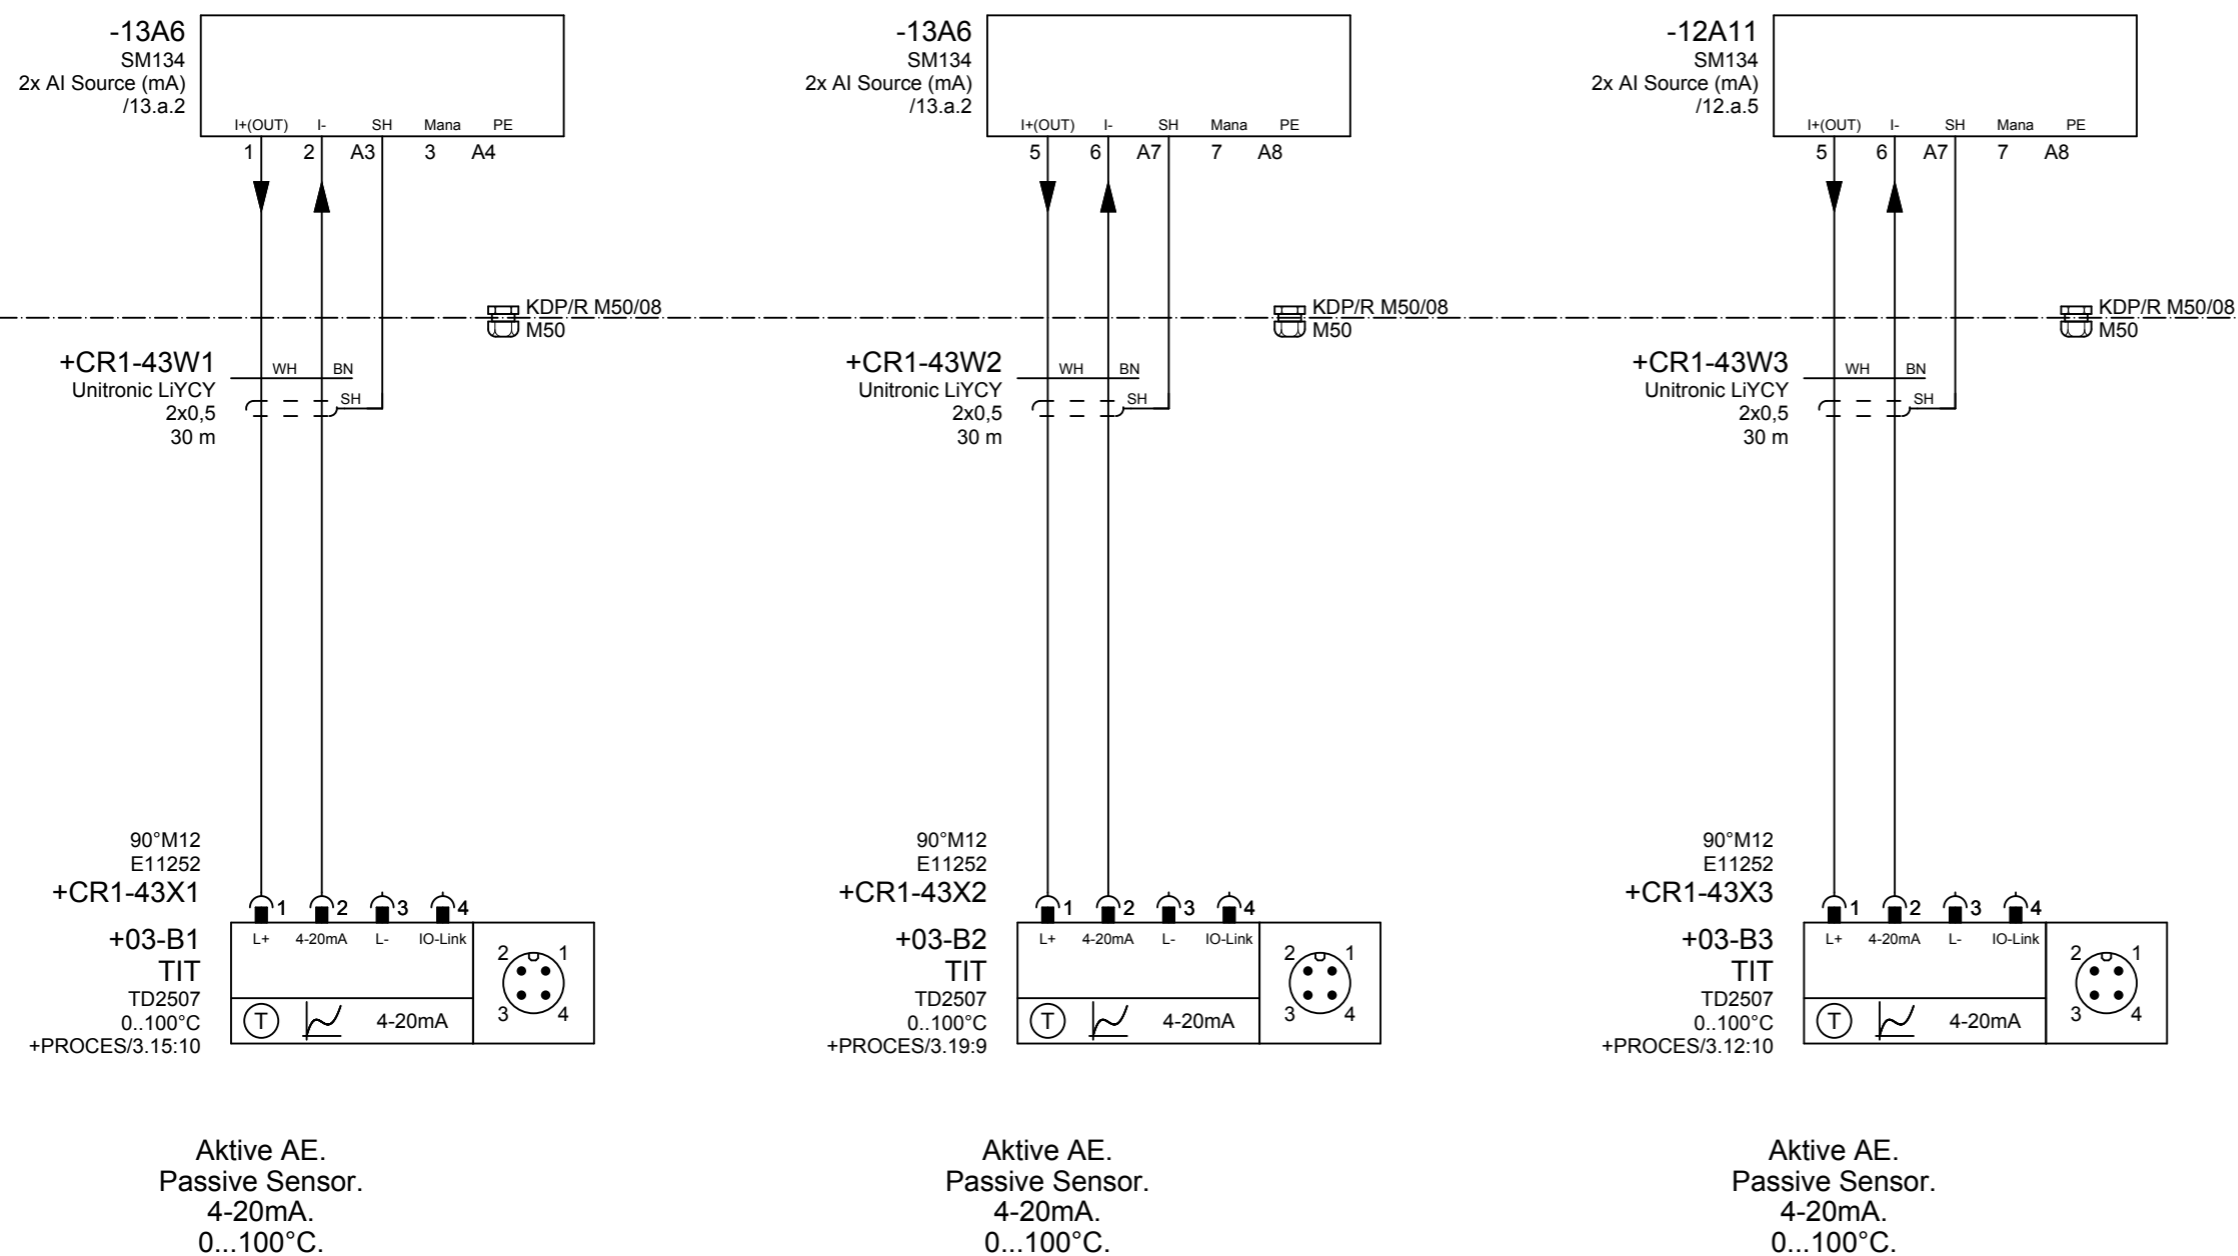 -13A6
SM134
2x AI Source (mA)
/13.a.2
I+(OUT) I- SH Mana PE
1 2 A3 3 A4
-13A6
SM134
2x AI Source (mA)
/13.a.2
I+(OUT) I- SH Mana PE
5 6 A7 7 A8
-12A11
SM134
2x AI Source (mA)
/12.a.5
I+(OUT) I- SH Mana PE
5 6 A7 7 A8
KDP/R M50/08
M50
KDP/R M50/08
M50
KDP/R M50/08
M50
+CR1-43W1
Unitronic LiYCY
2x0,5
30 m
WH BN
SH
+CR1-43W2
Unitronic LiYCY
2x0,5
30 m
WH BN
SH
+CR1-43W3
Unitronic LiYCY
2x0,5
30 m
WH BN
SH
90°M12
E11252
+CR1-43X1
1 2 3 4
+03-B1
TIT
TD2507
0..100°C
+PROCES/3.15:10
L+ 4-20mA L- IO-Link
2 1
3 4
T 4-20mA
90°M12
E11252
+CR1-43X2
1 2 3 4
+03-B2
TIT
TD2507
0..100°C
+PROCES/3.19:9
L+ 4-20mA L- IO-Link
2 1
3 4
T 4-20mA
90°M12
E11252
+CR1-43X3
1 2 3 4
+03-B3
TIT
TD2507
0..100°C
+PROCES/3.12:10
L+ 4-20mA L- IO-Link
2 1
3 4
T 4-20mA
Aktive AE.
Passive Sensor.
4-20mA.
0...100°C.
Aktive AE.
Passive Sensor.
4-20mA.
0...100°C.
Aktive AE.
Passive Sensor.
4-20mA.
0...100°C.